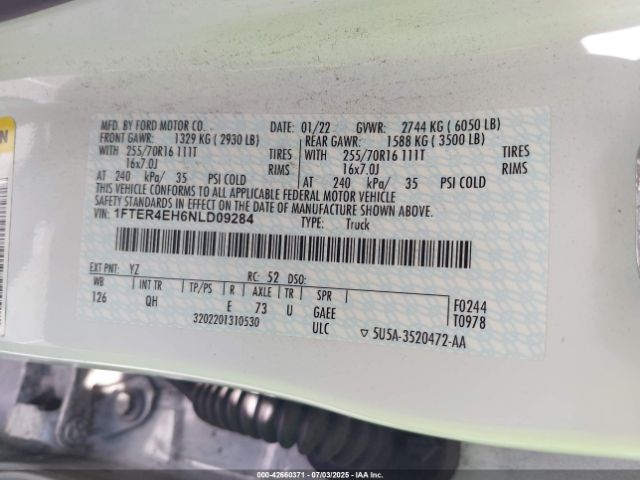 MFD. BY FORD MOTOR CO.
DATE: 01/22 GVWR: 2744 KG ( 6050 LB)
FRONT GAWR: 1329 KG ( 2930 LB) REAR GAWR: 1588 KG ( 3500 LB)
WITH 255/70R16 111T TIRES WITH 255/70R16 111T TIRES
16x7.0J RIMS 16x7.0J RIMS
AT 240 kPa/ 35 PSI COLD AT 240 kPa/ 35 PSI COLD
THIS VEHICLE CONFORMS TO ALL APPLICABLE FEDERAL MOTOR VEHICLE
SAFETY STANDARDS IN EFFECT ON THE DATE OF MANUFACTURE SHOWN ABOVE.
VIN: 1FTER4EH6NLD09284
TYPE: Truck
EXT PNT: YZ RC: 52 DSO:
WB INT TR TP/PS R AXLE TR SPR
126 QH E 73 U GAEE
F0244
T0978
3202201310530 ULC
5U5A-3520472-AA
000-42660371 - 07/03/2025 - IAAI.COM